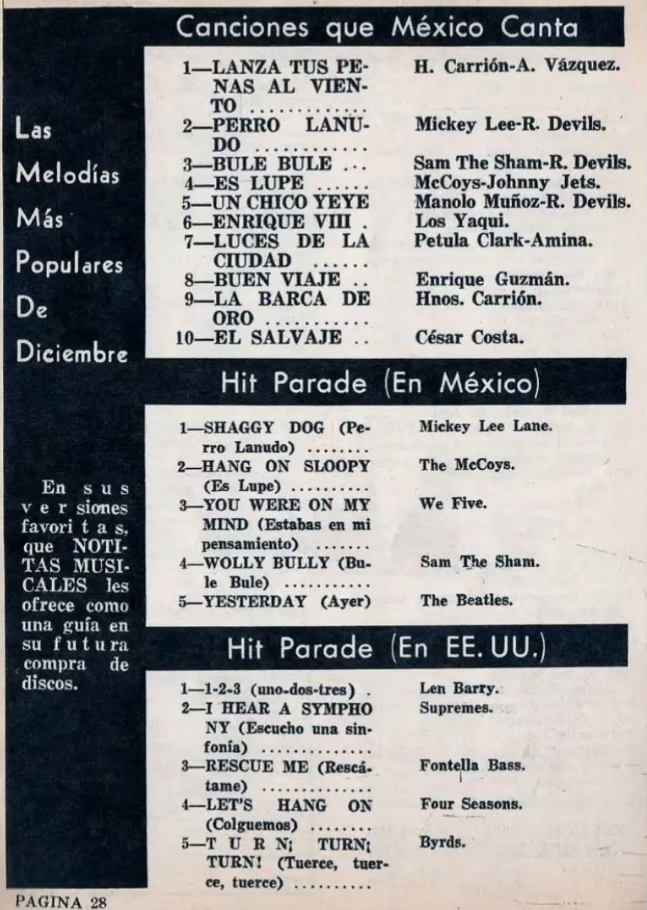 Canciones que México Canta
1—LANZA TUS PE-
NAS AL VIEN-
TO ............ H. Carrión-A. Vázquez.
2—PERRO LANU-
DO ............ Mickey Lee-R. Devils.
3—BULE BULE ... Sam The Sham-R. Devils.
4—ES LUPE ...... McCoys-Johnny Jets.
5—UN CHICO YEYE Manolo Muñoz-R. Devils.
6—ENRIQUE VIII . Los Yaqui.
7—LUCES DE LA
CIUDAD ...... Petula Clark-Amina.
8—BUEN VIAJE .. Enrique Guzmán.
9—LA BARCA DE
ORO ........... Hnos. Carrión.
10—EL SALVAJE .. César Costa.
Las
Melodías
Más
Populares
De
Diciembre
Hit Parade (En México)
1—SHAGGY DOG (Pe-
rro Lanudo) ........ Mickey Lee Lane.
2—HANG ON SLOOPY
(Es Lupe) ........... The McCoys.
3—YOU WERE ON MY
MIND (Estabas en mi
pensamiento) ....... We Five.
4—WOLLY BULLY (Bu-
le Bule) ........... Sam The Sham.
5—YESTERDAY (Ayer) The Beatles.
En sus
ver siones
favori t a s,
que NOTI-
TAS MUSI-
CALES les
ofrece como
una guía en
su futura
compra de
discos.
Hit Parade (En EE. UU.)
1—1-2-3 (uno-dos-tres) . Len Barry.
2—I HEAR A SYMPHO
NY (Escucho una sin-
fonía) .............. Supremes.
3—RESCUE ME (Rescá-
tame) .............. Fontella Bass.
4—LET'S HANG ON
(Colguemos) ........ Four Seasons.
5—T U R N¡ TURN¡
TURN! (Tuerce, tuer-
ce, tuerce) .......... Byrds.
PAGINA 28